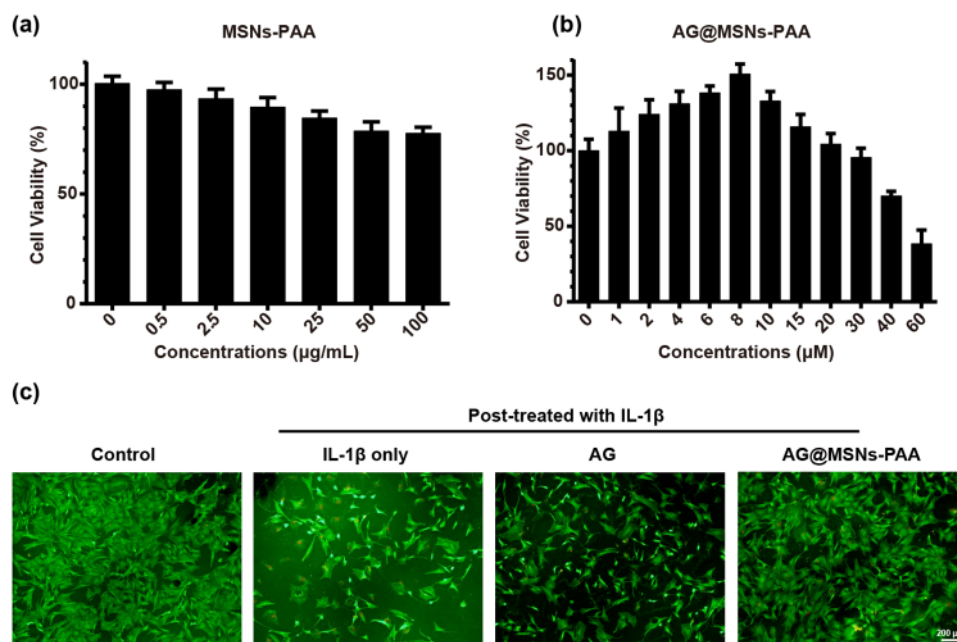 (a)
MSNs-PAA
Cell Viability (%)
100
50
0
0 0.5 2.5 10 25 50 100
Concentrations (µg/mL)
(b)
AG@MSNs-PAA
Cell Viability (%)
150
100
50
0
0 1 2 4 6 8 10 15 20 30 40 60
Concentrations (µM)
(c)
Post-treated with IL-1β
Control IL-1β only AG AG@MSNs-PAA
200 µ